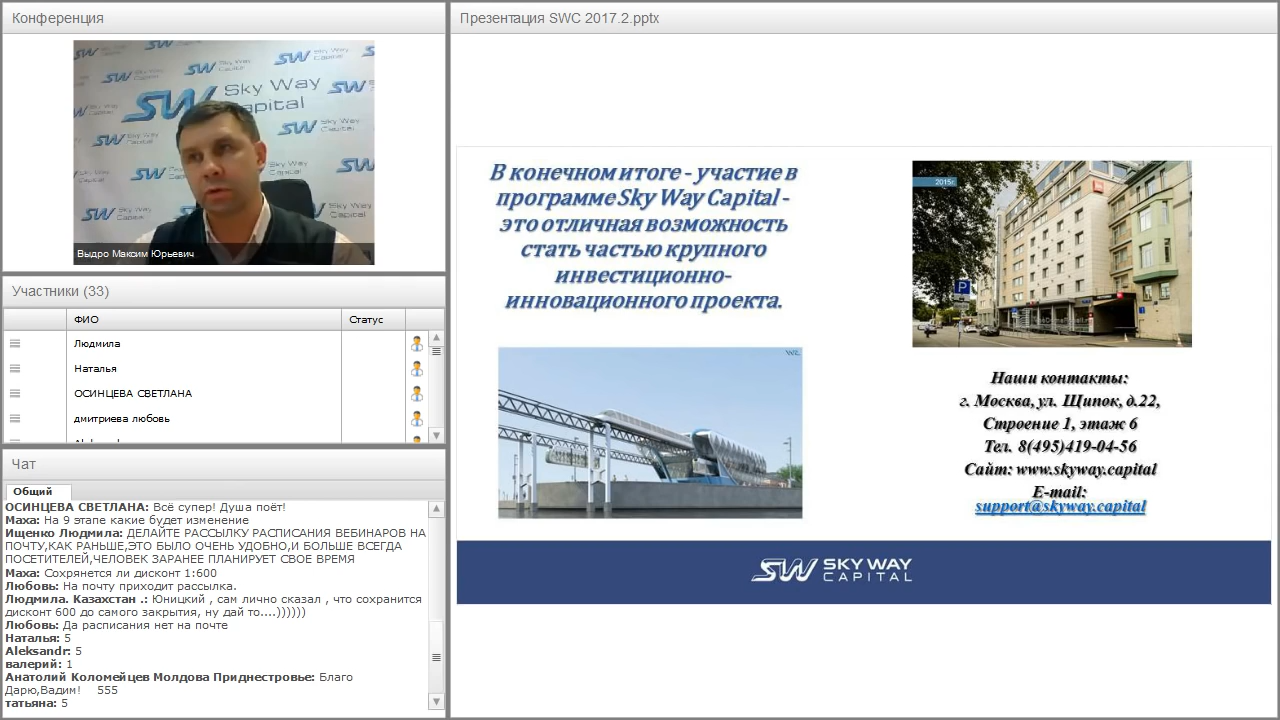 Конференция
SW Sky Way Capital
Выдро Максим Юрьевич
Участники (33)
ФИО
Статус
Людмила
Наталья
ОСИНЦЕВА СВЕТЛАНА
дмитриева любовь
Чат
Общий
ОСИНЦЕВА СВЕТЛАНА: Всё супер! Душа поёт!
Маха: На 9 этапе какие будет изменение
Ищенко Людмила: ДЕЛАЙТЕ РАССЫЛКУ РАСПИСАНИЯ ВЕБИНАРОВ НА
ПОЧТУ,КАК РАНЬШЕ,ЭТО БЫЛО ОЧЕНЬ УДОБНО,И БОЛЬШЕ ВСЕГДА
ПОСЕТИТЕЛЕЙ,ЧЕЛОВЕК ЗАРАНЕЕ ПЛАНИРУЕТ СВОЕ ВРЕМЯ
Маха: Сохрянется ли дисконт 1:600
Любовь: На почту приходит рассылка.
Людмила. Казахстан .: Юницкий , сам лично сказал , что сохранится
дисконт 600 до самого закрытия, ну дай то....))))))
Любовь: Да расписания нет на почте
Наталья: 5
Aleksandr: 5
валерий: 1
Анатолий Коломейцев Молдова Приднестровье: Благо
Дарю,Вадим! 555
татьяна: 5
Презентация SWC 2017.2.pptx
В конечном итоге - участие в
программе Sky Way Capital -
это отличная возможность
стать частью крупного
инвестиционно-
инновационного проекта.
2015г
P
Наши контакты:
г. Москва, ул. Щипок, д.22,
Строение 1, этаж 6
Тел. 8(495)419-04-56
Сайт: www.skyway.capital
E-mail:
support@skyway.capital
SW SKY WAY
CAPITAL